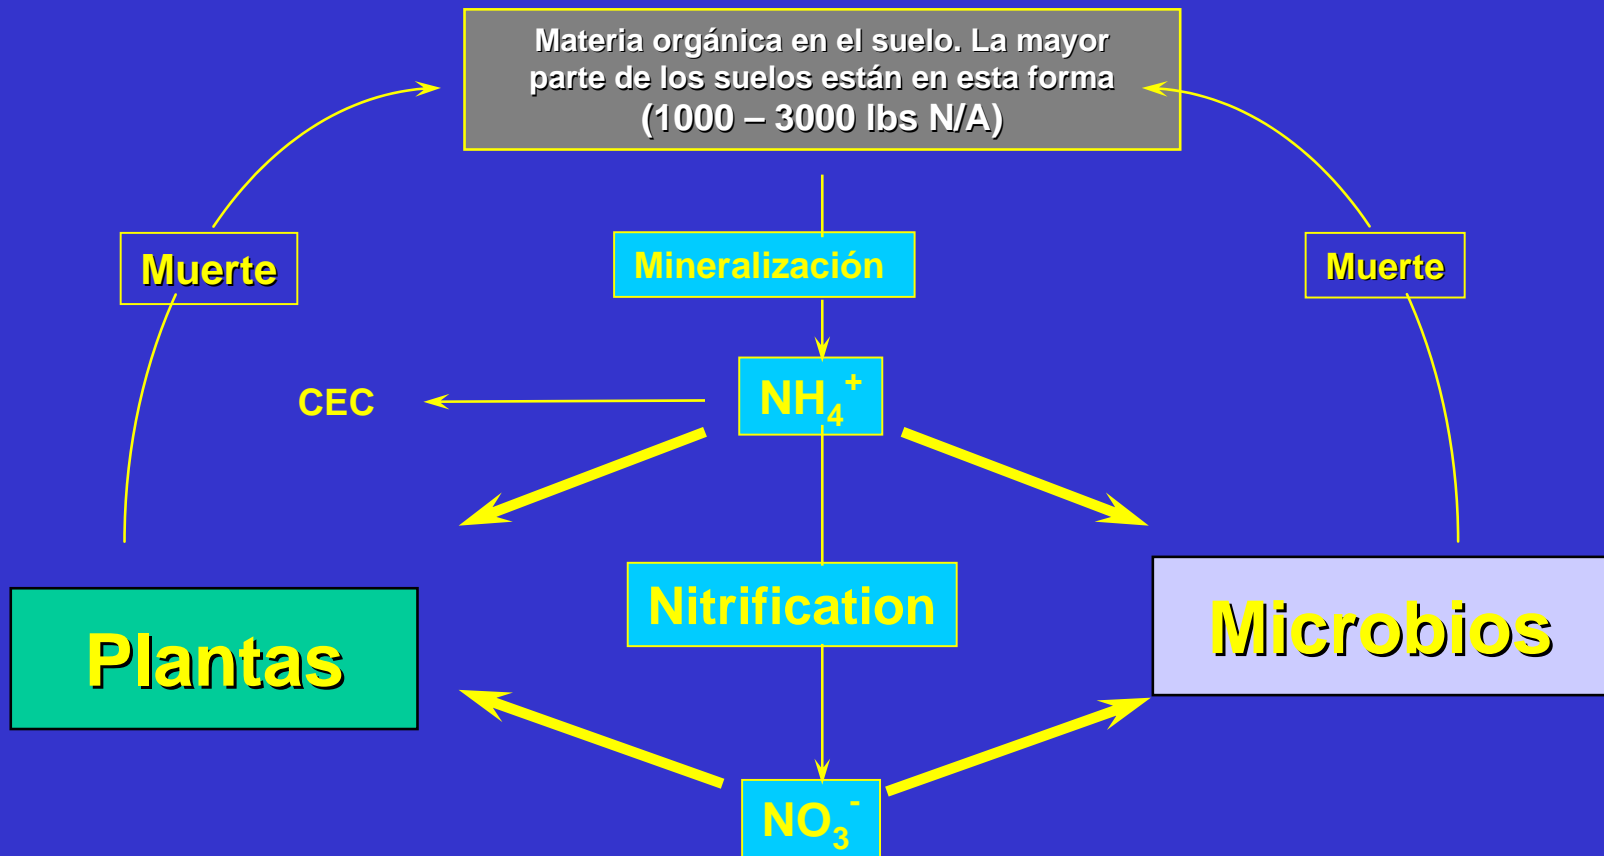 Materia orgánica en el suelo. La mayor
parte de los suelos están en esta forma
(1000 – 3000 lbs N/A)
Muerte
Mineralización
Muerte
NH₄⁺
CEC
Nitrification
Plantas
Microbios
NO₃⁻